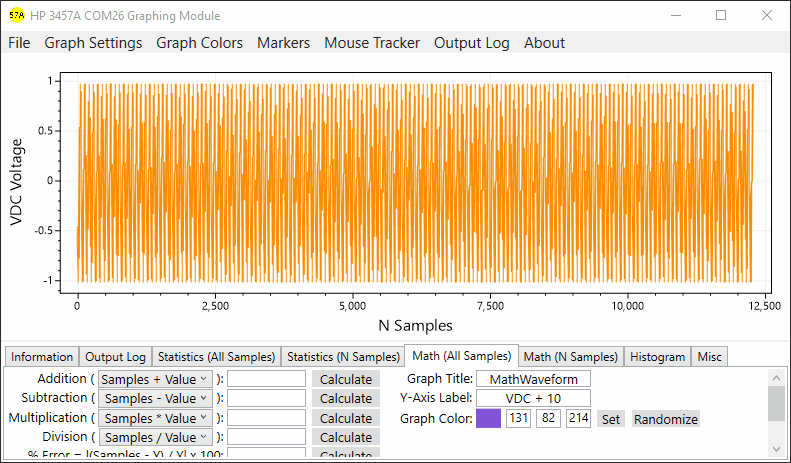 57A HP 3457A COM26 Graphing Module
File Graph Settings Graph Colors Markers Mouse Tracker Output Log About
1
0.5
0
-0.5
-1
VDC Voltage
0 2,500 5,000 7,500 10,000 12,500
N Samples
Information Output Log Statistics (All Samples) Statistics (N Samples) Math (All Samples) Math (N Samples) Histogram Misc
Addition ( Samples + Value ): Calculate Graph Title: MathWaveform
Subtraction ( Samples - Value ): Calculate Y-Axis Label: VDC + 10
Multiplication ( Samples * Value ): Calculate Graph Color: 131 82 214 Set Randomize
Division ( Samples / Value ): Calculate
% Error = |(Samples - Y) / Y| x 100: Calculate